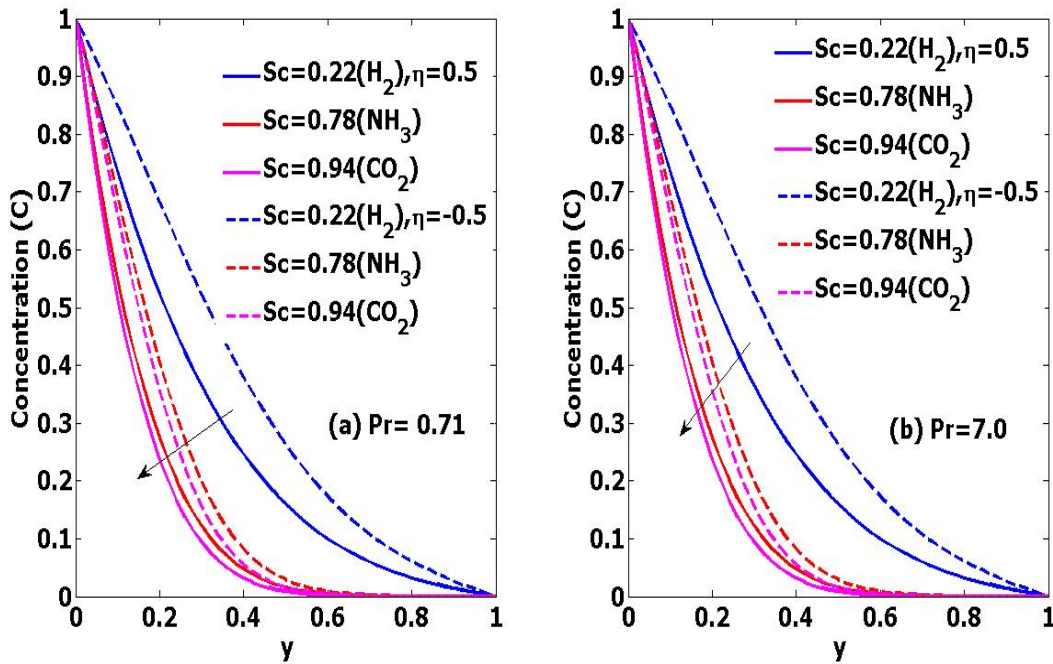 1
0.9
0.8
0.7
0.6
0.5
0.4
0.3
0.2
0.1
0
Concentration (C)
Sc=0.22(H₂),η=0.5
Sc=0.78(NH₃)
Sc=0.94(CO₂)
Sc=0.22(H₂),η=-0.5
Sc=0.78(NH₃)
Sc=0.94(CO₂)
(a) Pr= 0.71
0 0.2 0.4 0.6 0.8 1
y
1
0.9
0.8
0.7
0.6
0.5
0.4
0.3
0.2
0.1
0
Concentration (C)
Sc=0.22(H₂),η=0.5
Sc=0.78(NH₃)
Sc=0.94(CO₂)
Sc=0.22(H₂),η=-0.5
Sc=0.78(NH₃)
Sc=0.94(CO₂)
(b) Pr=7.0
0 0.2 0.4 0.6 0.8 1
y